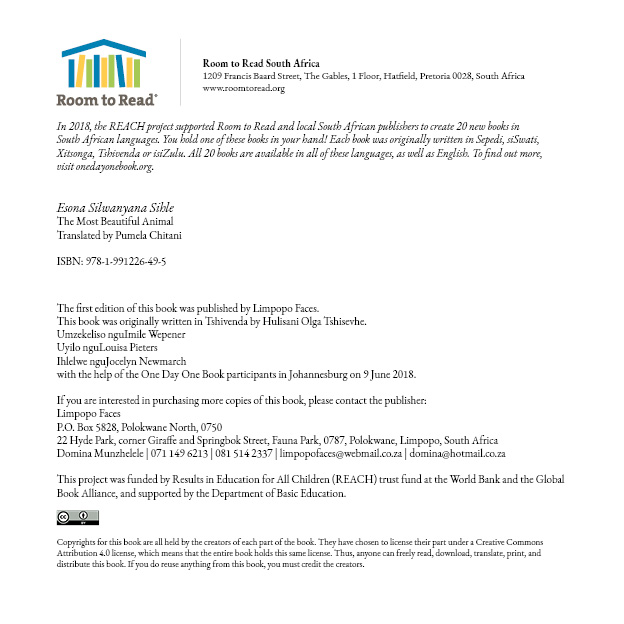 Room to Read®
Room to Read South Africa
1209 Francis Baard Street, The Gables, 1 Floor, Hatfield, Pretoria 0028, South Africa
www.roomtoread.org
In 2018, the REACH project supported Room to Read and local South African publishers to create 20 new books in
South African languages. You hold one of these books in your hand! Each book was originally written in Sepedi, siSwati,
Xitsonga, Tshivenda or isiZulu. All 20 books are available in all of these languages, as well as English. To find out more,
visit onedayonebook.org.
Esona Silwanyana Sihle
The Most Beautiful Animal
Translated by Pumela Chitani
ISBN: 978-1-991226-49-5
The first edition of this book was published by Limpopo Faces.
This book was originally written in Tshivenda by Hulisani Olga Tshisevhe.
Umzekeliso nguImile Wepener
Uyilo nguLouisa Pieters
Ihlelwe nguJocelyn Newmarch
with the help of the One Day One Book participants in Johannesburg on 9 June 2018.
If you are interested in purchasing more copies of this book, please contact the publisher:
Limpopo Faces
P.O. Box 5828, Polokwane North, 0750
22 Hyde Park, corner Giraffe and Springbok Street, Fauna Park, 0787, Polokwane, Limpopo, South Africa
Domina Munzhelele | 071 149 6213 | 081 514 2337 | limpopofaces@webmail.co.za | domina@hotmail.co.za
This project was funded by Results in Education for All Children (REACH) trust fund at the World Bank and the Global
Book Alliance, and supported by the Department of Basic Education.
cc BY
Copyrights for this book are all held by the creators of each part of the book. They have chosen to license their part under a Creative Commons
Attribution 4.0 license, which means that the entire book holds this same license. Thus, anyone can freely read, download, translate, print, and
distribute this book. If you do reuse anything from this book, you must credit the creators.